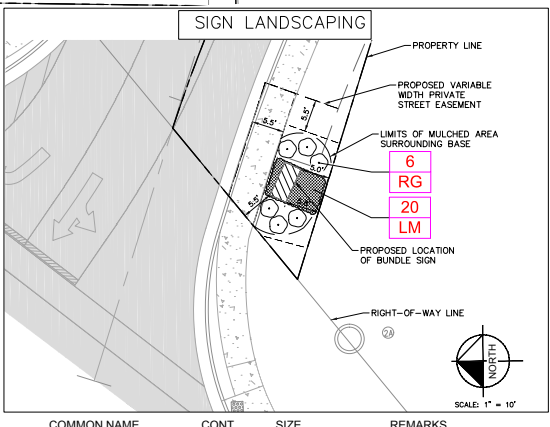 SIGN LANDSCAPING
PROPERTY LINE
PROPOSED VARIABLE
WIDTH PRIVATE
STREET EASEMENT
5.5'
5.5'
LIMITS OF MULCHED AREA
SURROUNDING BASE
5.0'
6
RG
20
LM
5.5'
PROPOSED LOCATION
OF BUNDLE SIGN
RIGHT-OF-WAY LINE
2A
NORTH
SCALE: 1" = 10'
COMMON NAME CONT. SIZE REMARKS